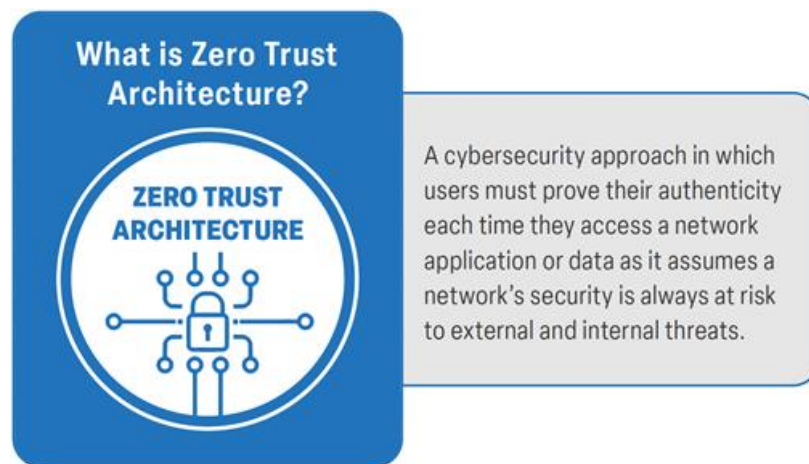 What is Zero Trust
Architecture?
ZERO TRUST
ARCHITECTURE
A cybersecurity approach in which
users must prove their authenticity
each time they access a network
application or data as it assumes a
network's security is always at risk
to external and internal threats.